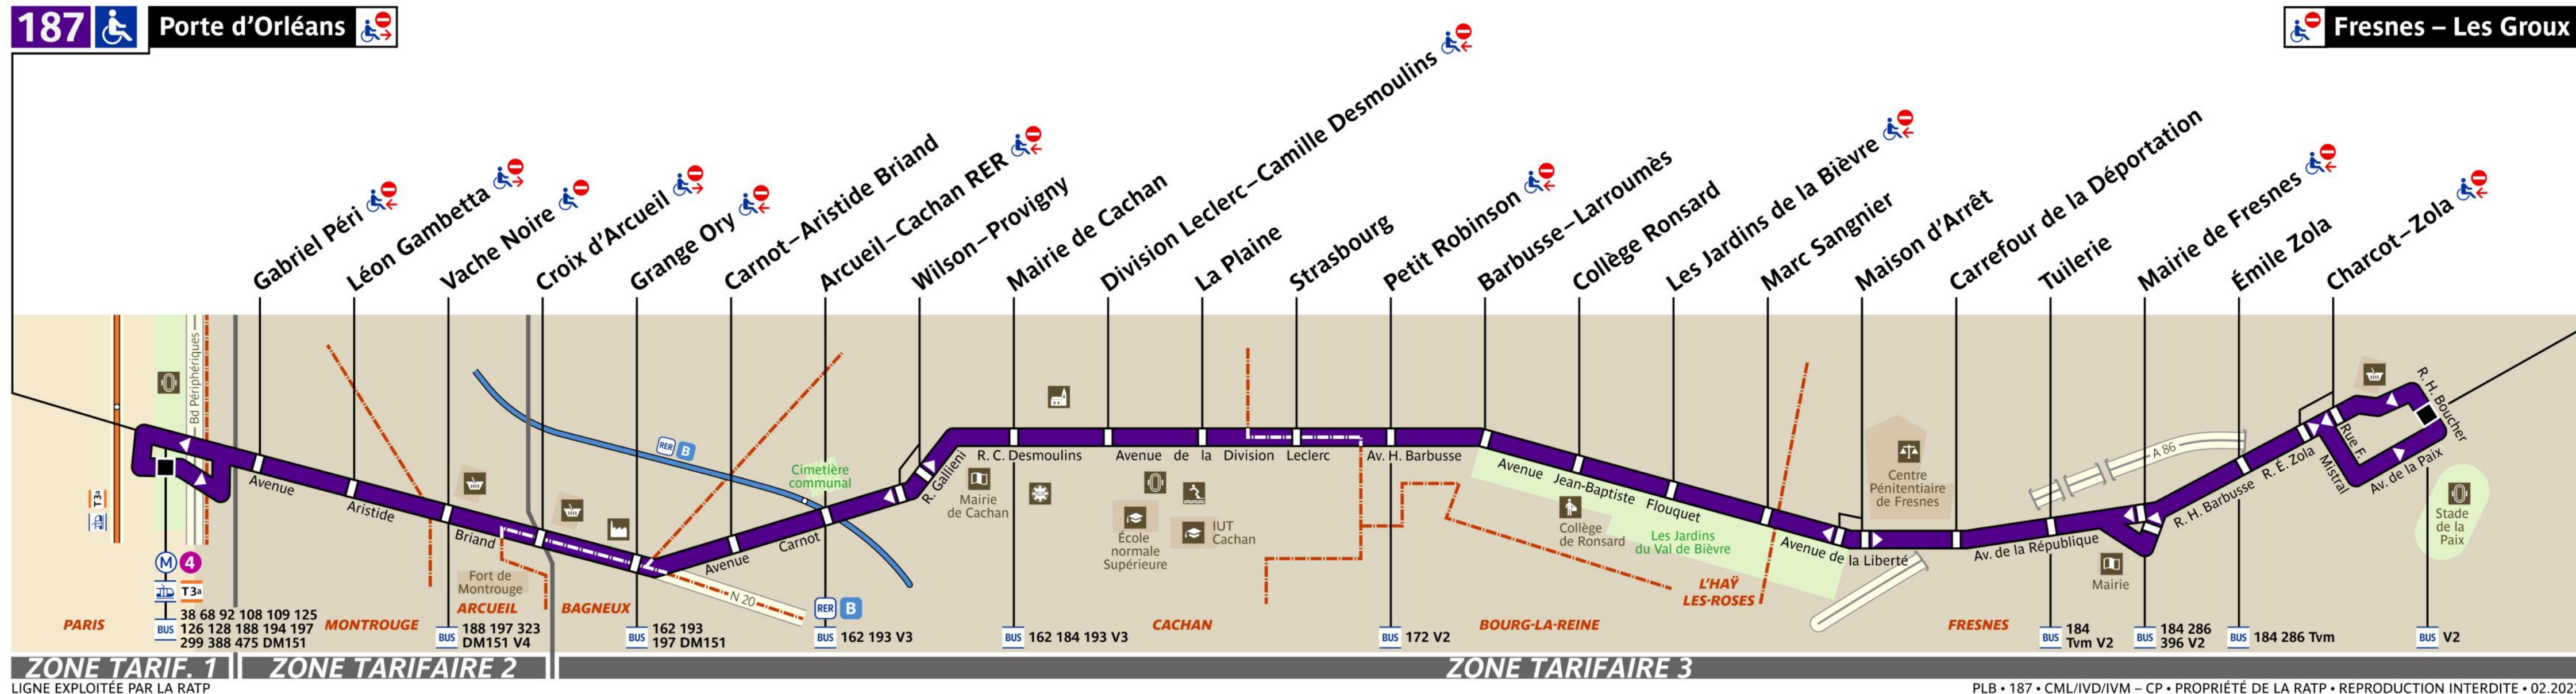 187
Porte d'Orléans
Fresnes – Les Groux
Gabriel Péri
Léon Gambetta
Vache Noire
Croix d'Arcueil
Grange Ory
Carnot – Aristide Briand
Arcueil – Cachan RER
Wilson – Provigny
Mairie de Cachan
Division Leclerc – Camille Desmoulins
La Plaine
Strasbourg
Petit Robinson
Barbusse – Larroumès
Collège Ronsard
Les Jardins de la Bièvre
Marc Sangnier
Maison d'Arrêt
Carrefour de la Déportation
Tuilerie
Mairie de Fresnes
Émile Zola
Charcot – Zola
Bd Périphériques
T3a
Avenue Aristide Briand
RER B
Cimetière
communal
Avenue Carnot
N 20
R. Gallieni
R. C. Desmoulins
Avenue de la Division Leclerc
Av. H. Barbusse
Avenue Jean-Baptiste Flouquet
Avenue de la Liberté
Av. de la République
R. H. Barbusse
R. É. Zola
Rue F.
Mistral
Av. de la Paix
R. H. Boucher
A 86
Fort de
Montrouge
Mairie
de Cachan
École
normale
Supérieure
IUT
Cachan
Collège
de Ronsard
Les Jardins
du Val de Bièvre
Centre
Pénitentiaire
de Fresnes
Mairie
Stade
de la
Paix
PARIS
MONTROUGE
ARCUEIL
BAGNEUX
CACHAN
BOURG-LA-REINE
L'HAŸ
LES-ROSES
FRESNES
M 4
T3a
BUS
38 68 92 108 109 125
126 128 188 194 197
299 388 475 DM151
BUS
188 197 323
DM151 V4
BUS
162 193
197 DM151
RER B
BUS 162 193 V3
BUS 162 184 193 V3
BUS 172 V2
BUS
184
Tvm V2
BUS
184 286
396 V2
BUS 184 286 Tvm
BUS V2
ZONE TARIF. 1
ZONE TARIFAIRE 2
ZONE TARIFAIRE 3
LIGNE EXPLOITÉE PAR LA RATP
PLB • 187 • CML/IVD/IVM – CP • PROPRIÉTÉ DE LA RATP • REPRODUCTION INTERDITE • 02.202